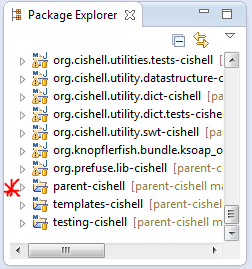 Package Explorer
org.cishell.utilities.tests-cishell [pa
org.cishell.utility.datastructure-c
org.cishell.utility.dict-cishell [pa
org.cishell.utility.dict.tests-cishe
org.cishell.utility.swt-cishell [pa
org.knopflerfish.bundle.ksoap_o
org.prefuse.lib-cishell [parent-ci
parent-cishell [parent-cishell ma
templates-cishell [parent-cishell
testing-cishell [parent-cishell m